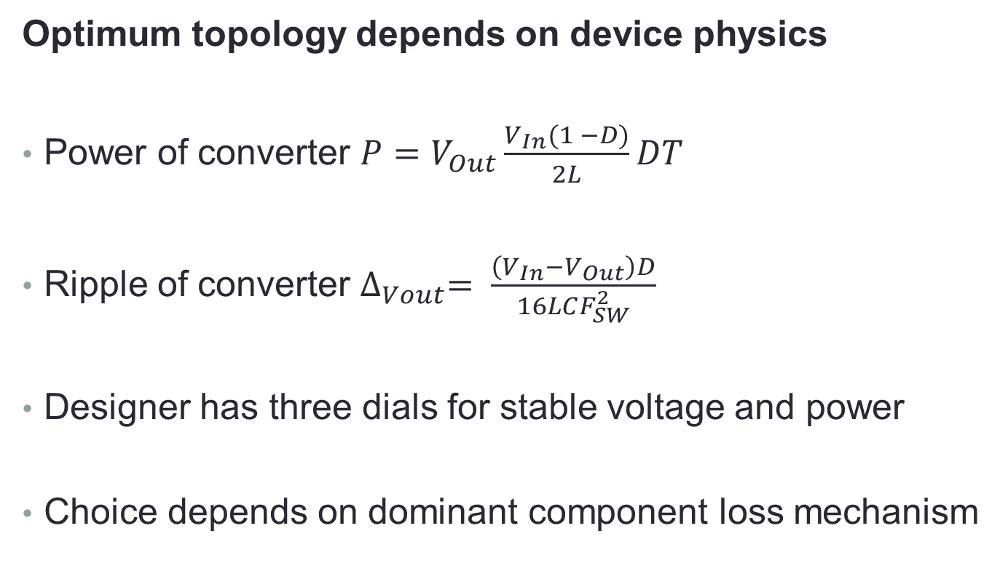 Optimum topology depends on device physics
• Power of converter $P = V_{Out} \frac{V_{In}(1-D)}{2L} DT$
• Ripple of converter $\Delta_{Vout} = \frac{(V_{In}-V_{Out})D}{16LCF_{SW}^{2}}$
• Designer has three dials for stable voltage and power
• Choice depends on dominant component loss mechanism